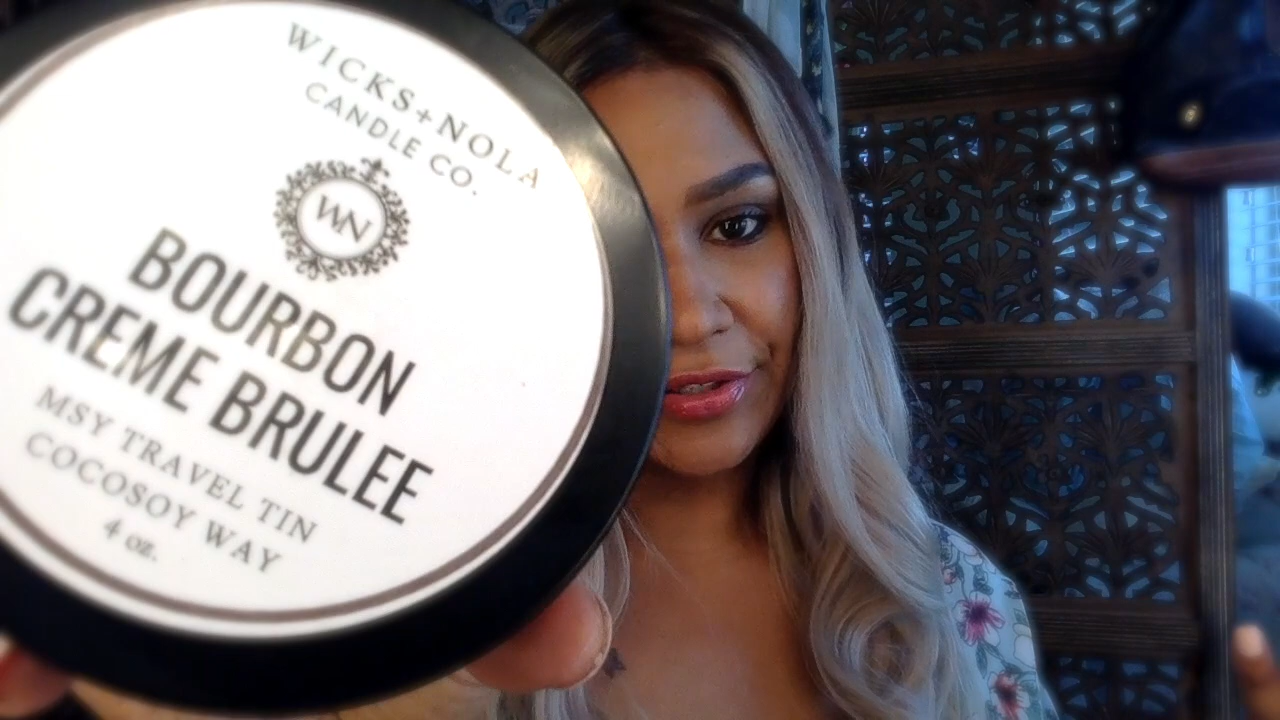 WICKS+NOLA
CANDLE CO.
WN
BOURBON
CREME BRULEE
MSY TRAVEL TIN
COCOSOY WAY
4 oz.